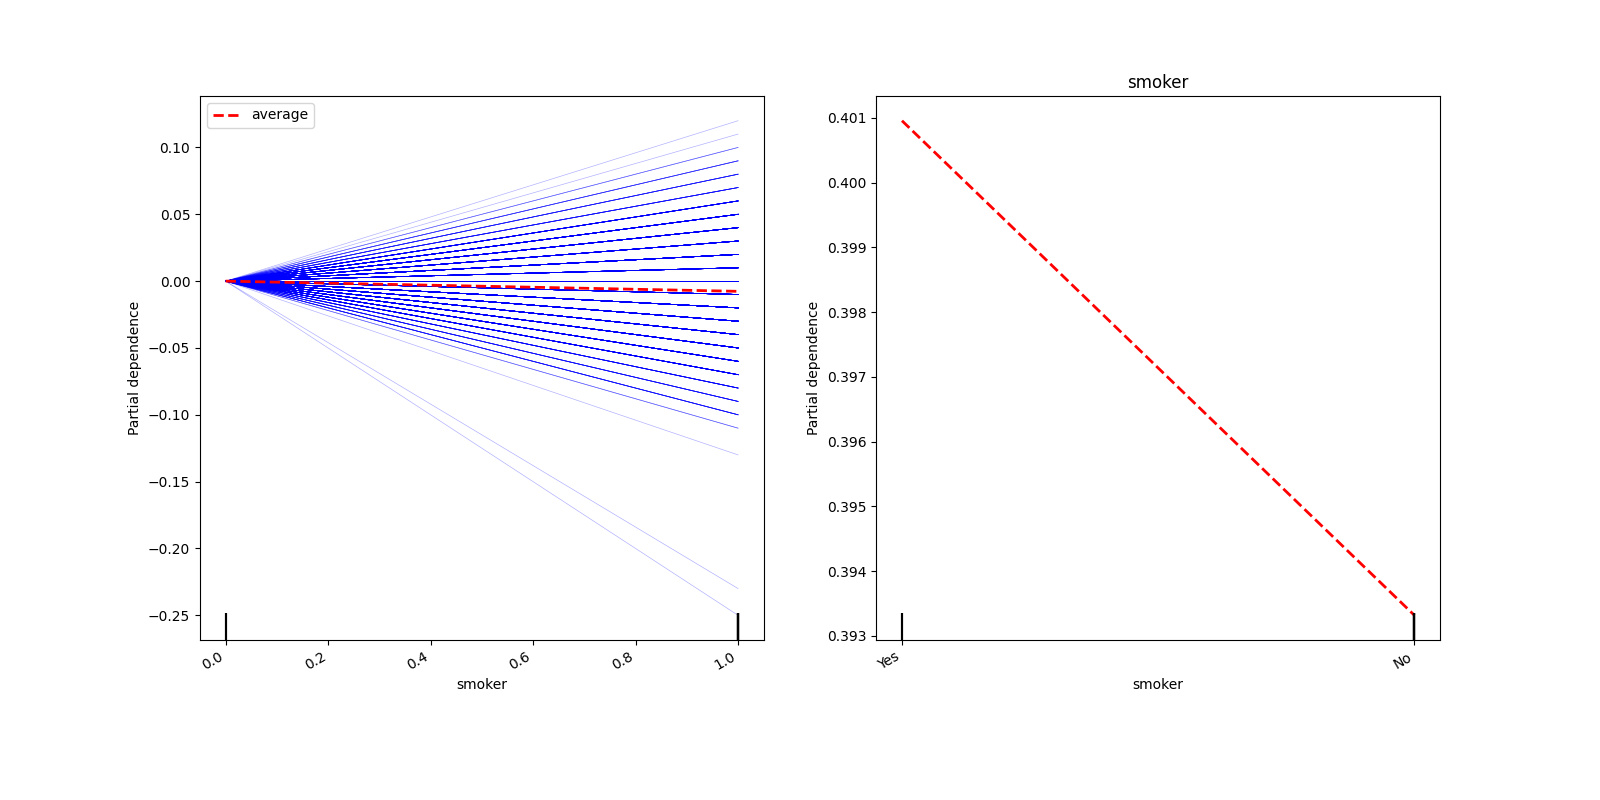 average
0.10
0.05
0.00
−0.05
−0.10
−0.15
−0.20
−0.25
Partial dependence
0.0 0.2 0.4 0.6 0.8 1.0
smoker
smoker
0.401
0.400
0.399
0.398
0.397
0.396
0.395
0.394
0.393
Partial dependence
Yes No
smoker